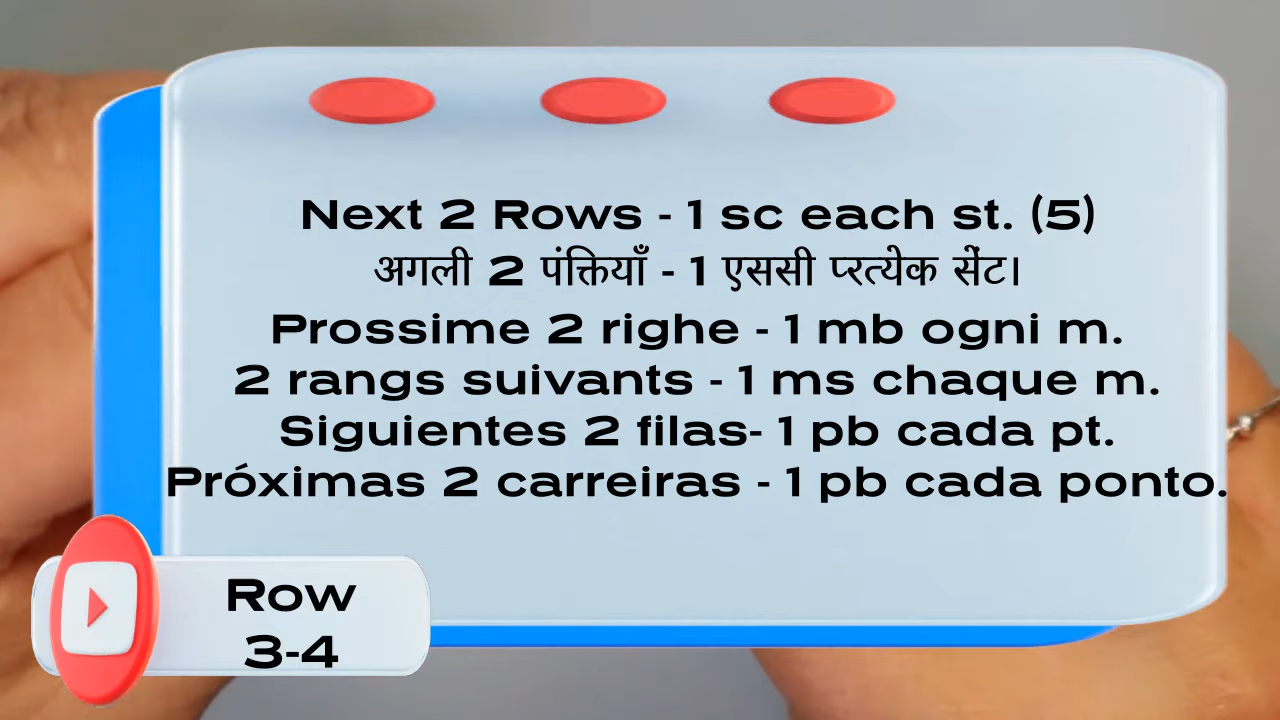 Next 2 Rows - 1 sc each st. (5)
अगली 2 पंक्तियाँ - 1 एससी प्रत्येक सेंट।
Prossime 2 righe - 1 mb ogni m.
2 rangs suivants - 1 ms chaque m.
Siguientes 2 filas- 1 pb cada pt.
Próximas 2 carreiras - 1 pb cada ponto.
Row
3-4